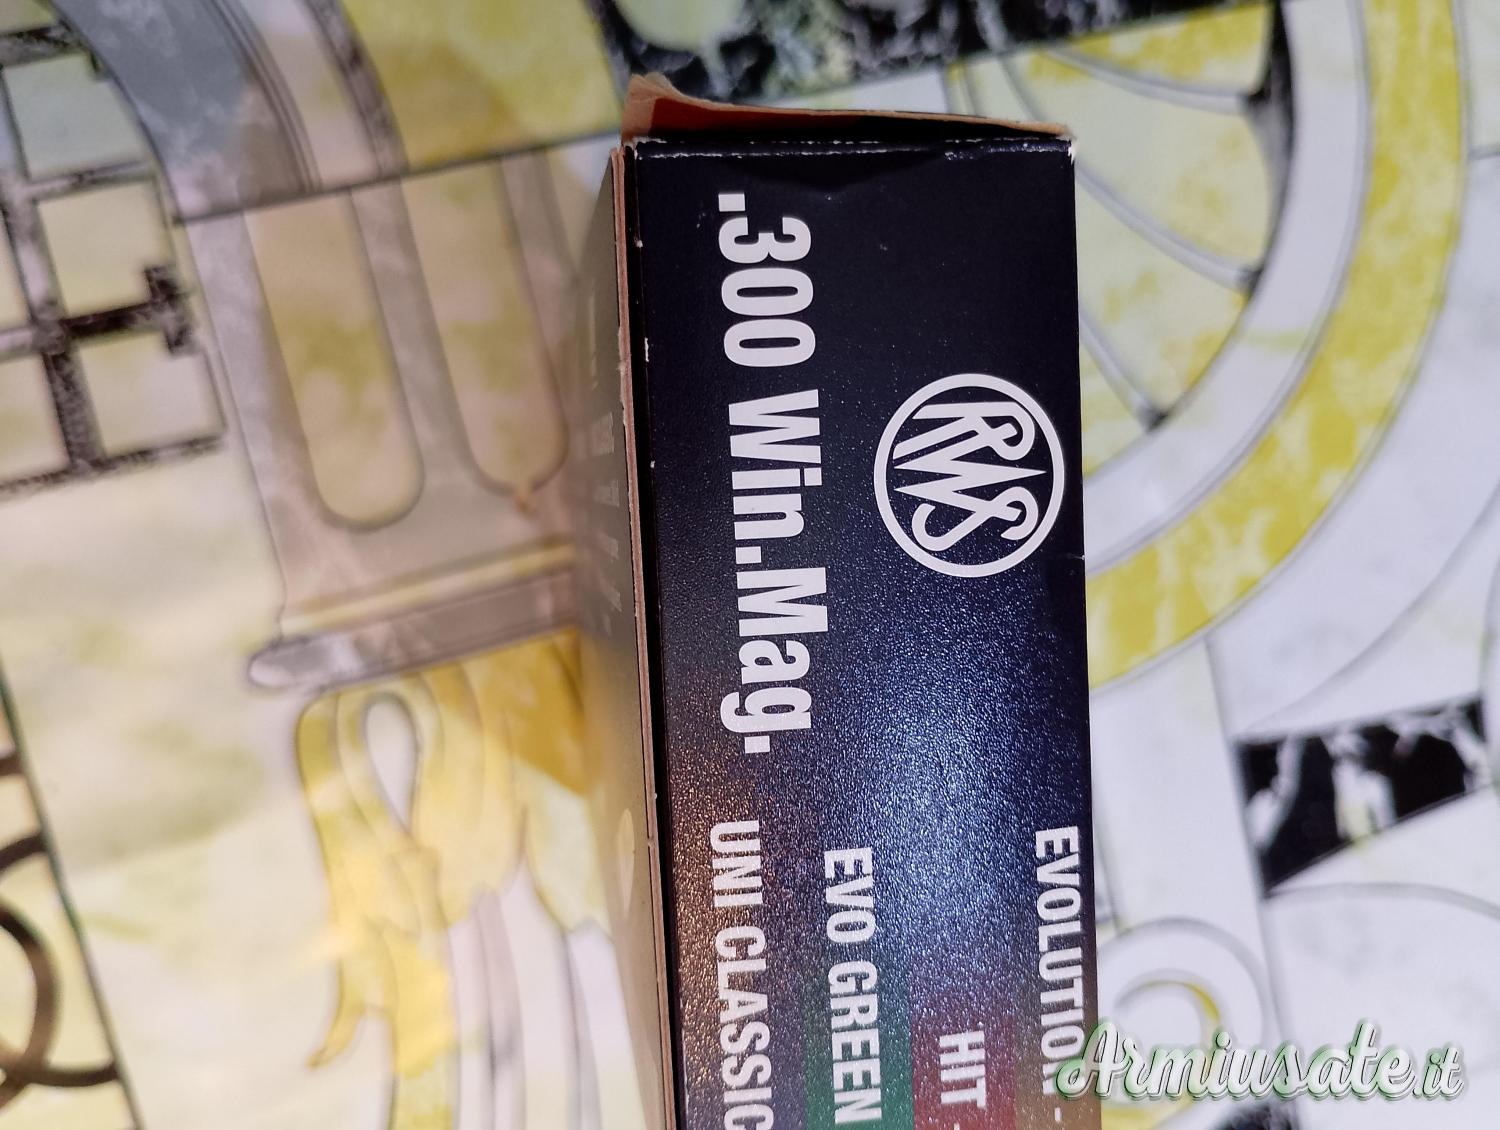 RWS
.300 Win.Mag.
EVOLUTION
HIT
EVO GREEN
UNI CLASSIC
Armiusate.it